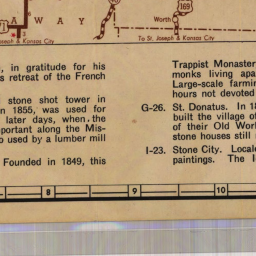 A WAY
71
3
Joseph & Kansas City
Worth
169
To St. Joseph & Kansas City
, in gratitude for his
s retreat of the French
stone shot tower in
n 1855, was used for
later days, when the
portant along the Mis-
o used by a lumber mill
Founded in 1849, this
Trappist Monaster
monks living apa
Large-scale farmin
hours not devoted
G-26. St. Donatus. In 18
built the village of
of their Old Worl
stone houses still
I-23. Stone City. Locale
paintings. The I
8
9
10